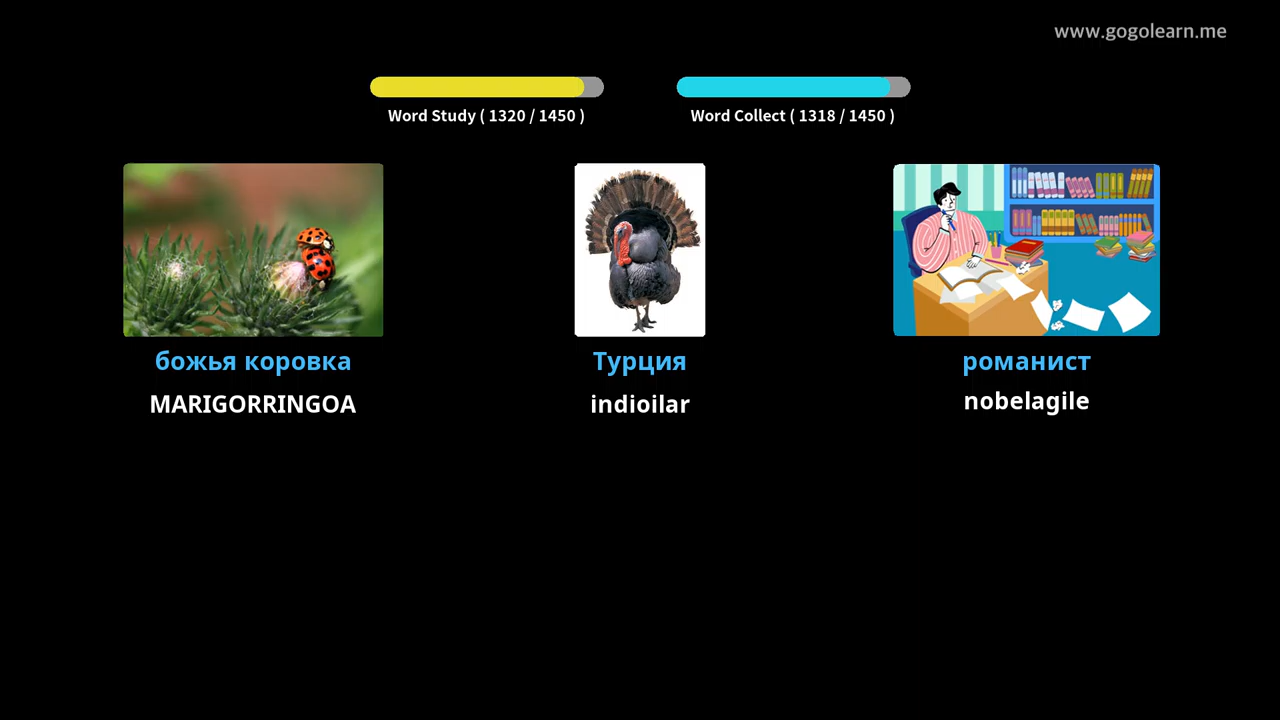 www.gogolearn.me
Word Study ( 1320 / 1450 )
Word Collect ( 1318 / 1450 )
божья коровка
Турция
романист
MARIGORRINGOA
indioilar
nobelagile